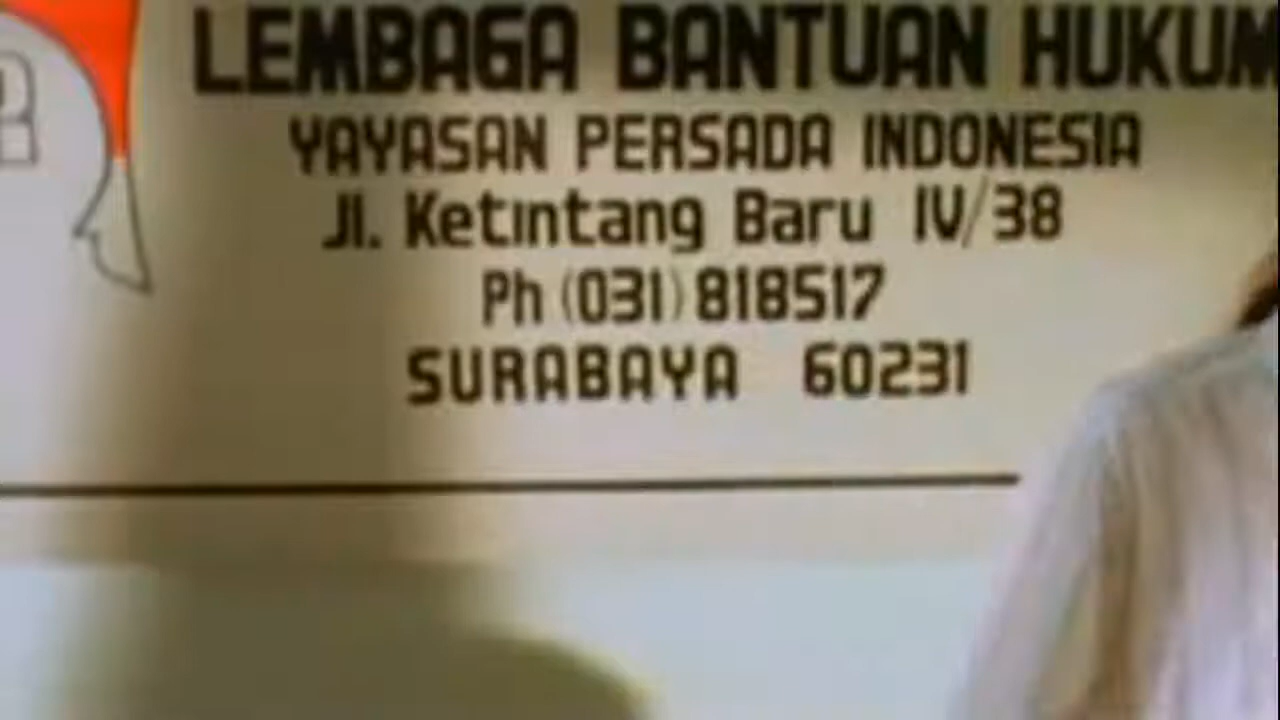 LEMBAGA BANTUAN HUKUM
YAYASAN PERSADA INDONESIA
Jl. Ketintang Baru IV/38
Ph (031) 818517
SURABAYA 60231